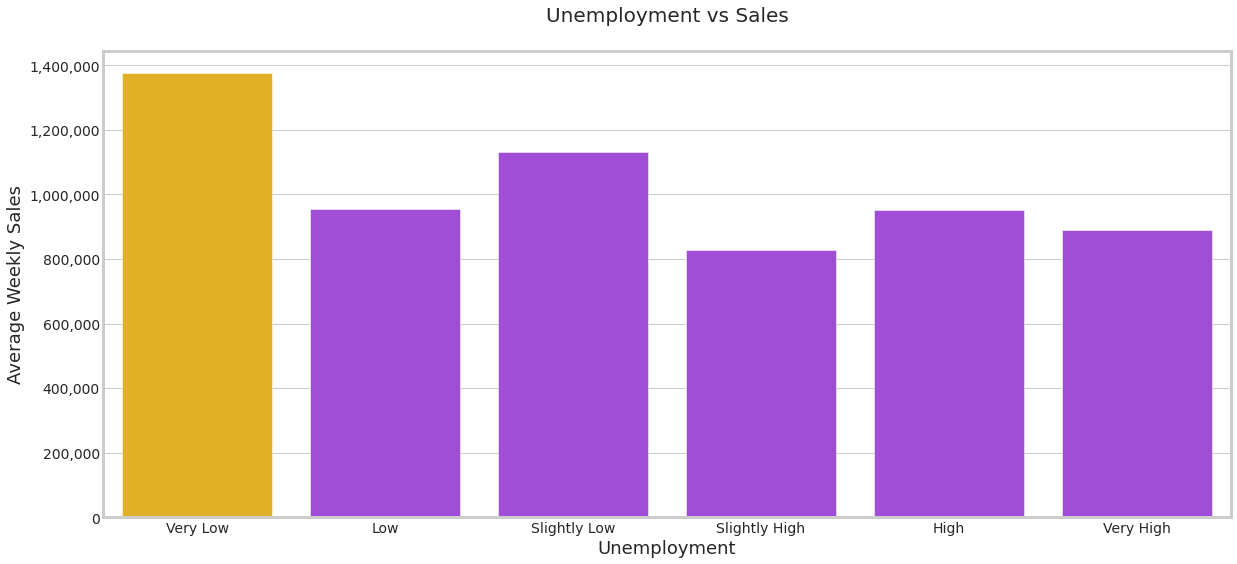 Unemployment vs Sales
Average Weekly Sales
1,400,000
1,200,000
1,000,000
800,000
600,000
400,000
200,000
0
Very Low Low Slightly Low Slightly High High Very High
Unemployment